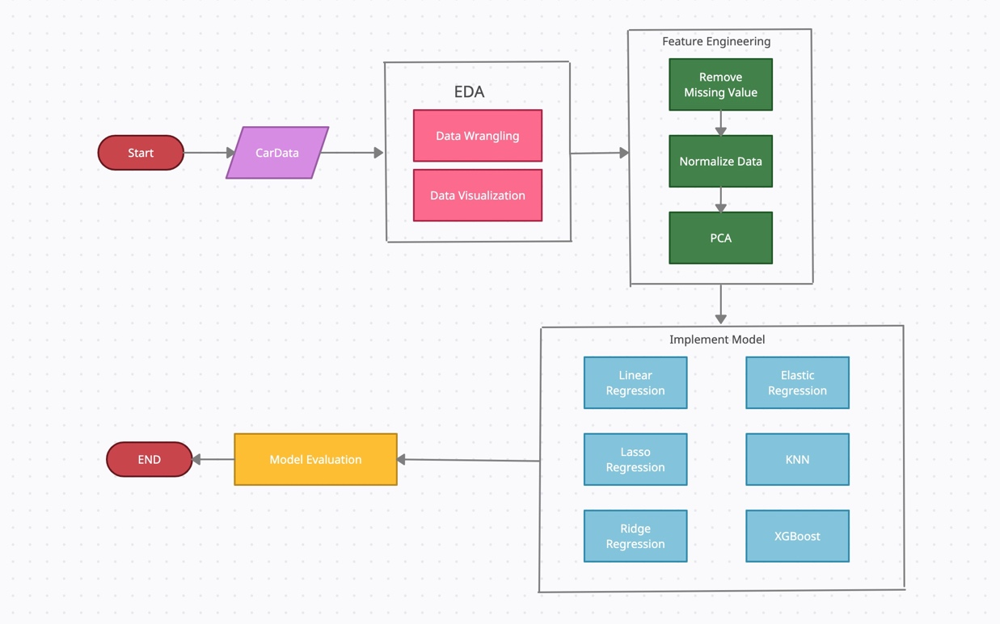 Start
CarData
EDA
Data Wrangling
Data Visualization
Feature Engineering
Remove
Missing Value
Normalize Data
PCA
Implement Model
Linear
Regression
Elastic
Regression
Lasso
Regression
KNN
Ridge
Regression
XGBoost
Model Evaluation
END